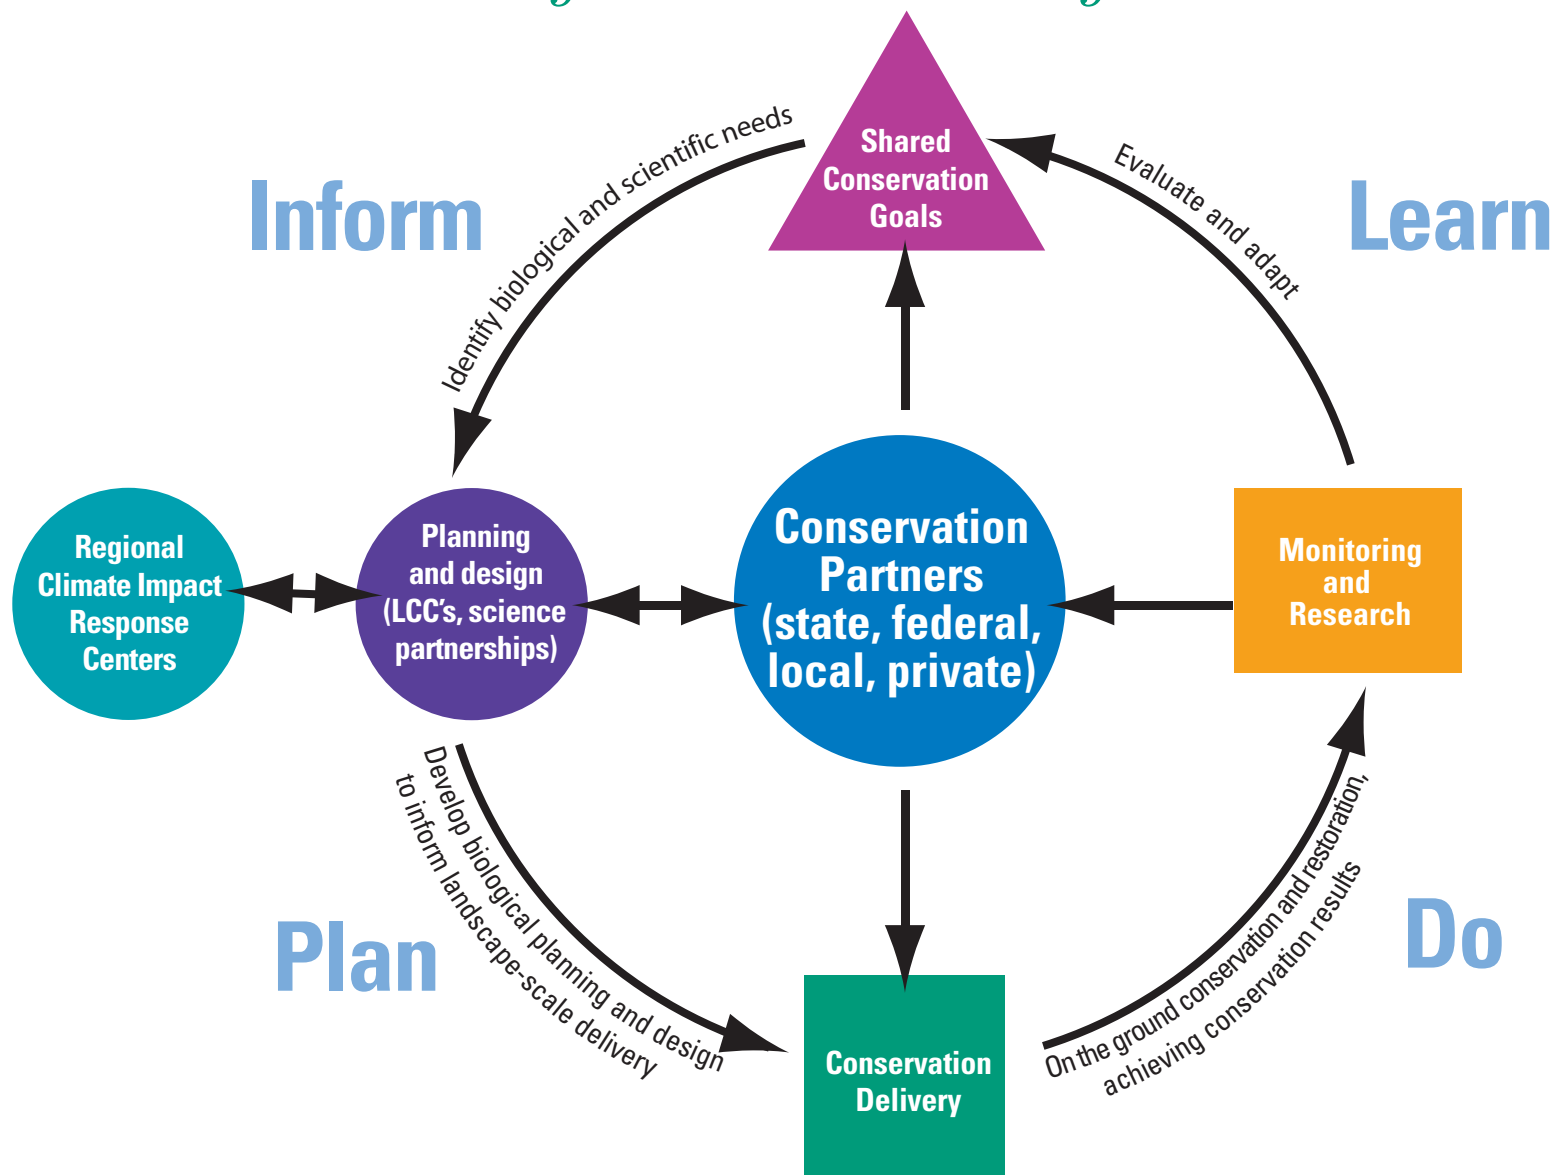 Shared
Conservation
Goals
Inform
Identify biological and scientific needs
Learn
Evaluate and adapt
Regional
Climate Impact
Response
Centers
Planning
and design
(LCC's, science
partnerships)
Conservation
Partners
(state, federal,
local, private)
Monitoring
and
Research
Plan
Develop biological planning and design
to inform landscape-scale delivery
Conservation
Delivery
Do
On the ground conservation and restoration,
achieving conservation results